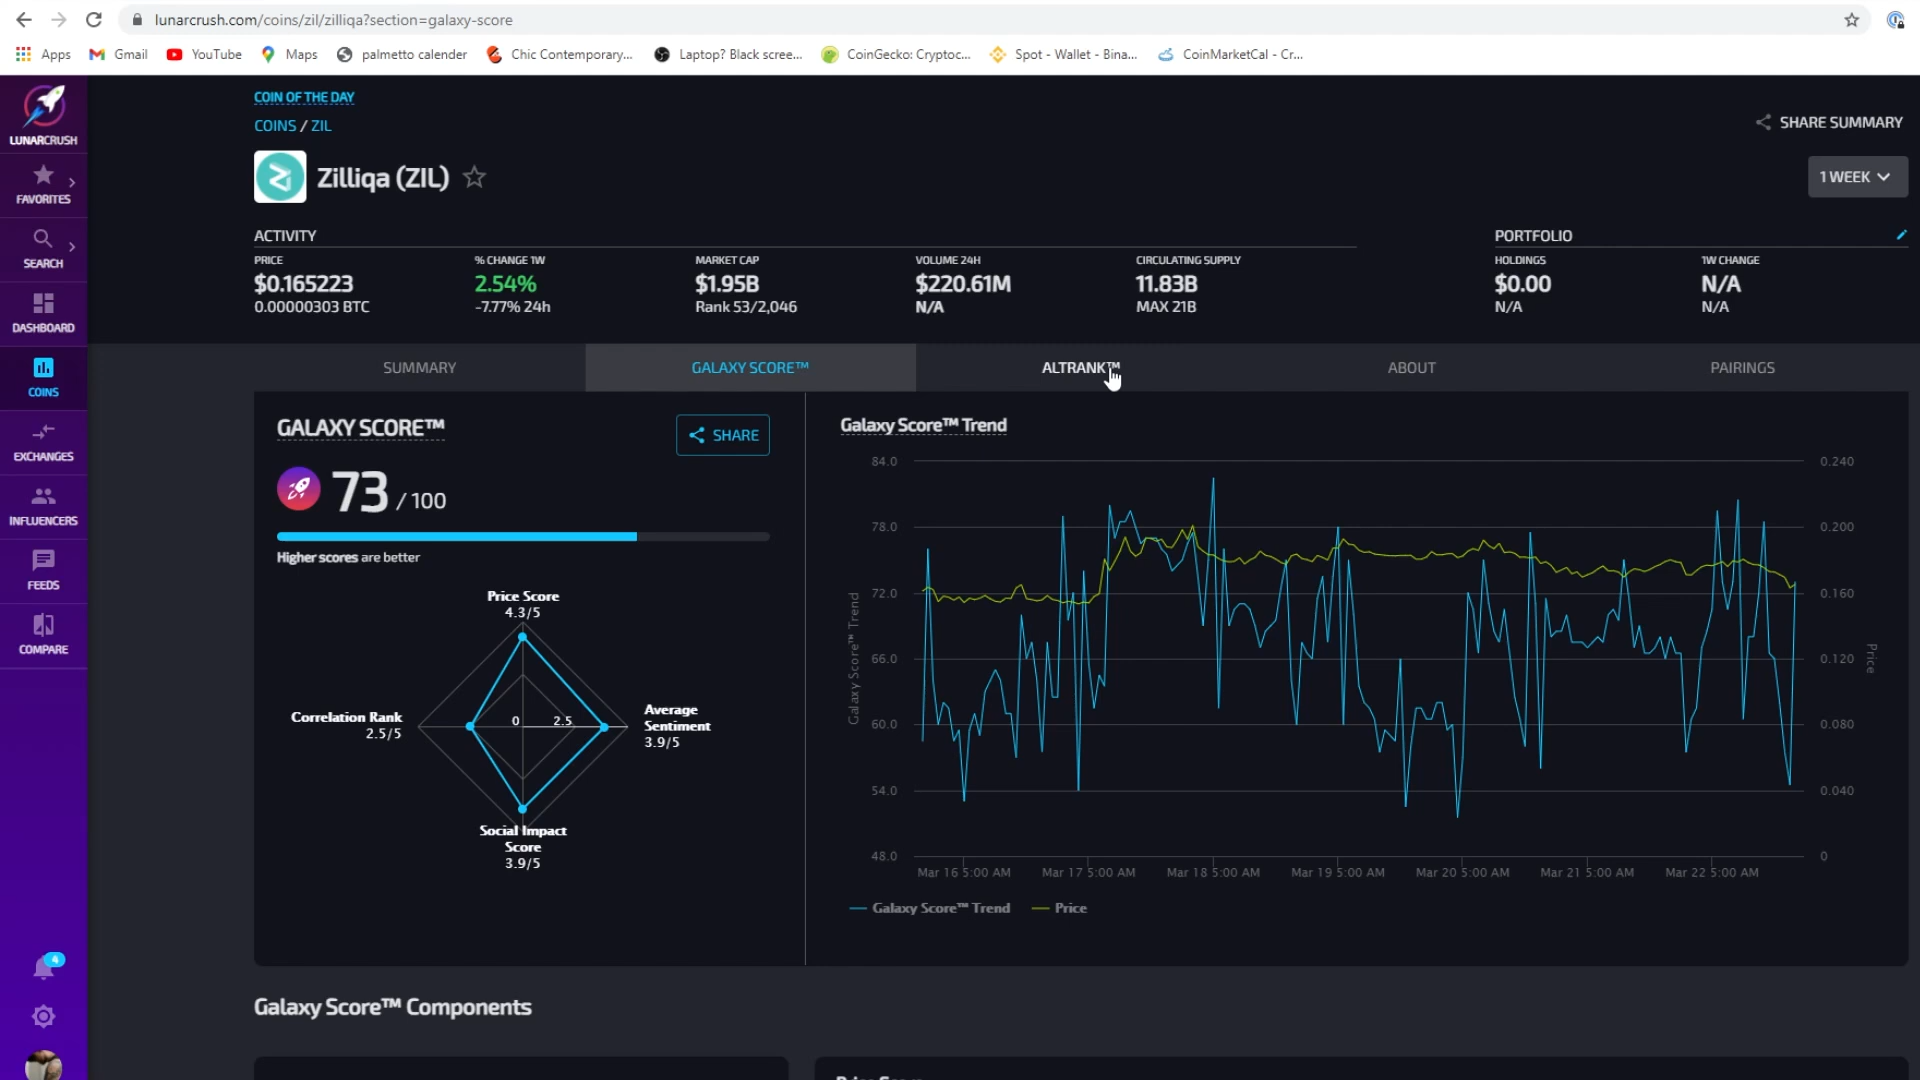 lunarcrush.com/coins/zil/zilliqa?section=galaxy-score
Apps
Gmail
YouTube
Maps
palmetto calender
Chic Contemporary...
Laptop? Black scree...
CoinGecko: Cryptoc...
Spot - Wallet - Bina...
CoinMarketCal - Cr...
LUNARCRUSH
FAVORITES
SEARCH
DASHBOARD
COINS
EXCHANGES
INFLUENCERS
FEEDS
COMPARE
4
COIN OF THE DAY
COINS / ZIL
SHARE SUMMARY
Zilliqa (ZIL)
1 WEEK
ACTIVITY
PORTFOLIO
PRICE
$0.165223
0.00000303 BTC
% CHANGE 1W
2.54%
-7.77% 24h
MARKET CAP
$1.95B
Rank 53/2,046
VOLUME 24H
$220.61M
N/A
CIRCULATING SUPPLY
11.83B
MAX 21B
HOLDINGS
$0.00
N/A
1W CHANGE
N/A
N/A
SUMMARY
GALAXY SCORE™
ALTRANK™
ABOUT
PAIRINGS
GALAXY SCORE™
SHARE
73 / 100
Higher scores are better
Price Score
4.3/5
Correlation Rank
2.5/5
0
2.5
Average
Sentiment
3.9/5
Social Impact
Score
3.9/5
Galaxy Score™ Trend
84.0
78.0
72.0
66.0
60.0
54.0
48.0
Galaxy Score™ Trend
0.240
0.200
0.160
0.120
0.080
0.040
0
Price
Mar 16 5:00 AM
Mar 17 5:00 AM
Mar 18 5:00 AM
Mar 19 5:00 AM
Mar 20 5:00 AM
Mar 21 5:00 AM
Mar 22 5:00 AM
Galaxy Score™ Trend
Price
Galaxy Score™ Components